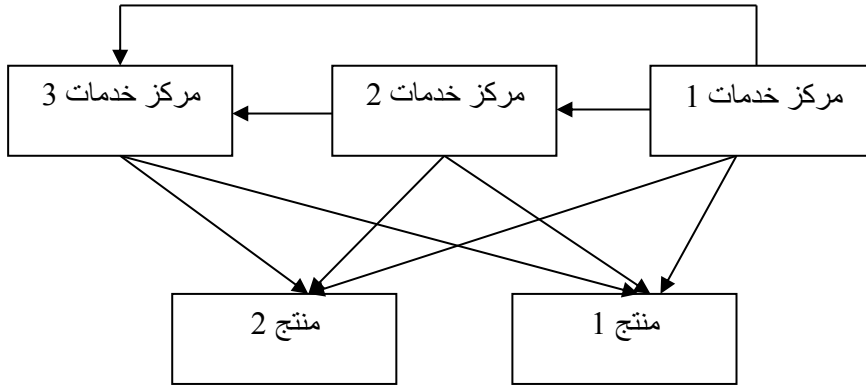 مركز خدمات 1
مركز خدمات 2
مركز خدمات 3
منتج 1
منتج 2